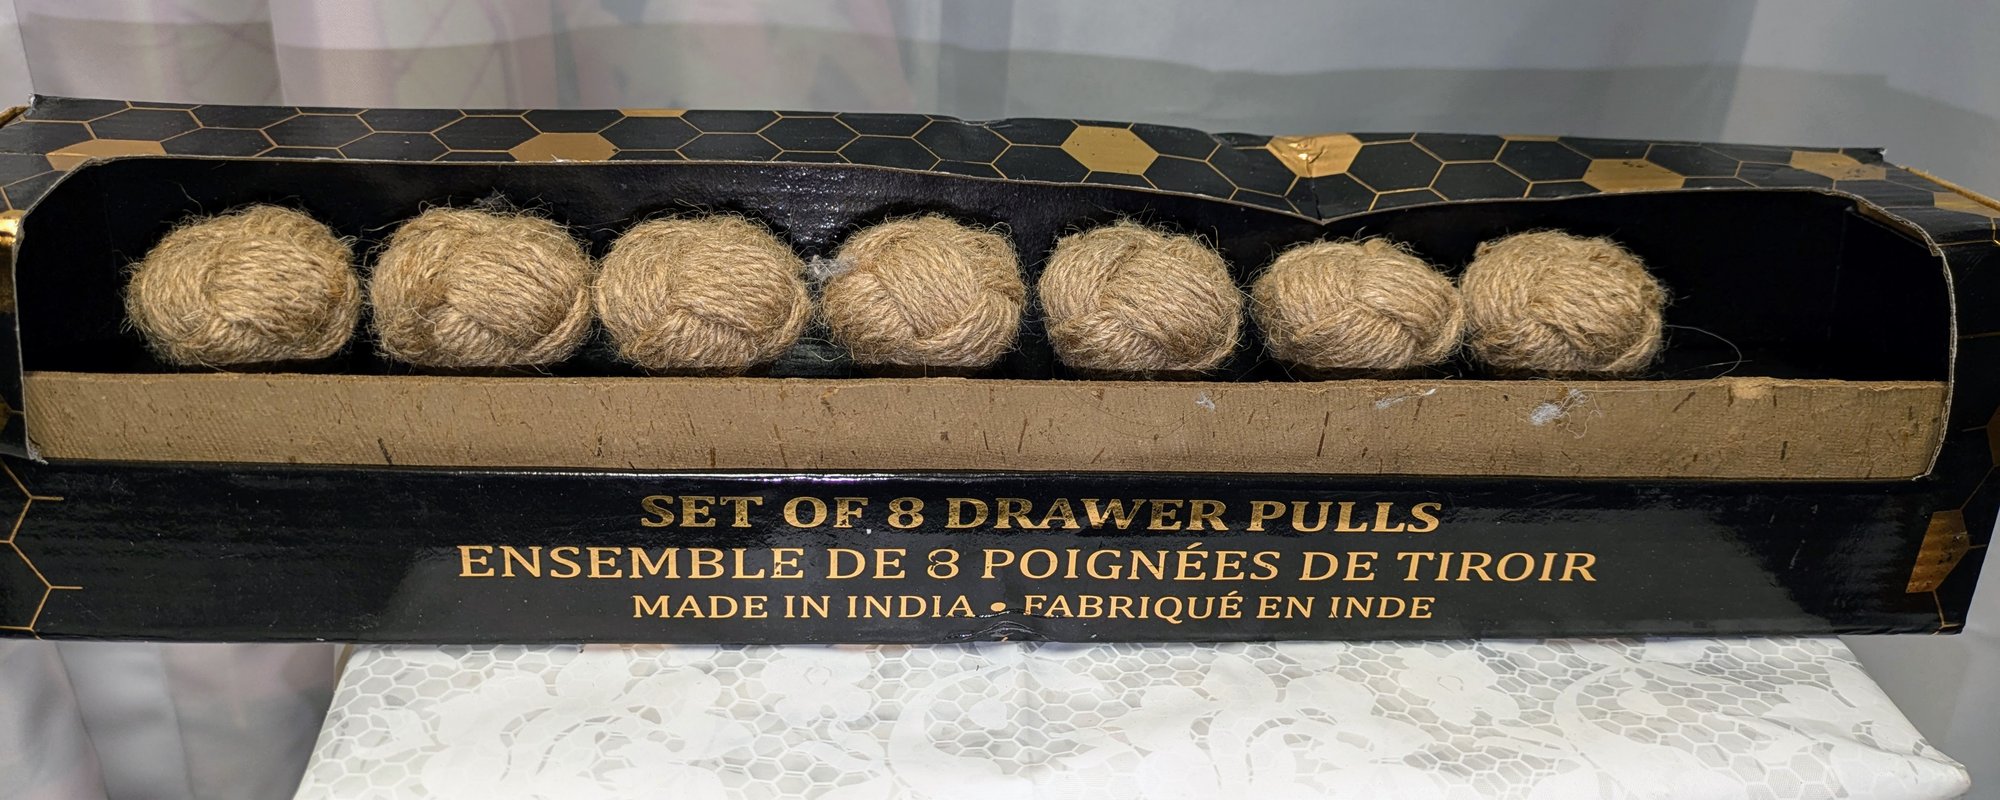 SET OF 8 DRAWER PULLS
ENSEMBLE DE 8 POIGNÉES DE TIROIR
MADE IN INDIA • FABRIQUÉ EN INDE